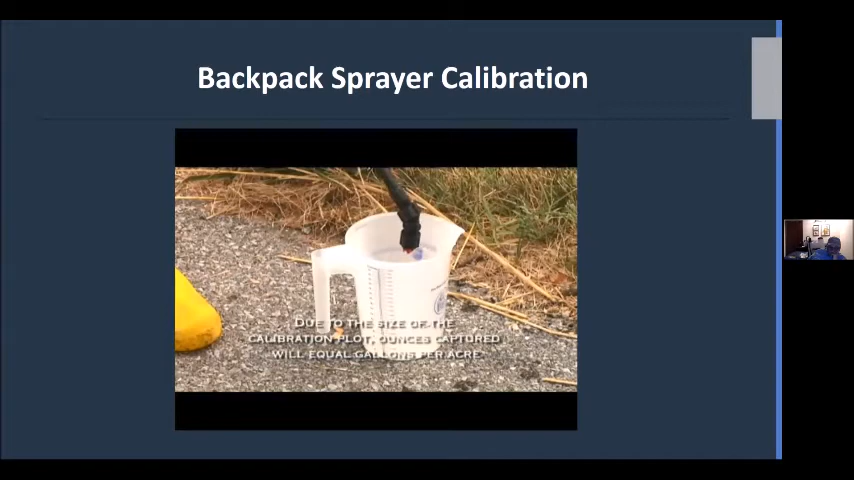 Backpack Sprayer Calibration
DUE TO THE SIZE OF THE
CALIBRATION PLOT, OUNCES CAPTURED
WILL EQUAL GALLONS PER ACRE